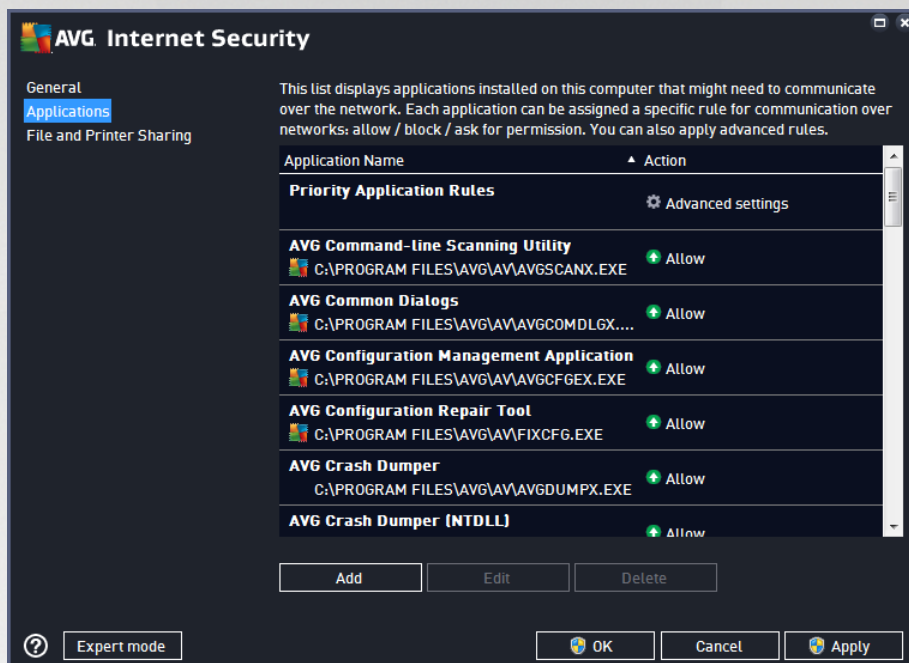 AVG Internet Security
General
Applications
File and Printer Sharing
This list displays applications installed on this computer that might need to communicate
over the network. Each application can be assigned a specific rule for communication over
networks: allow / block / ask for permission. You can also apply advanced rules.
Application Name Action
Priority Application Rules
Advanced settings
AVG Command-line Scanning Utility
C:\PROGRAM FILES\AVG\AV\AVGSCANX.EXE
Allow
AVG Common Dialogs
C:\PROGRAM FILES\AVG\AV\AVGCOMDLGX....
Allow
AVG Configuration Management Application
C:\PROGRAM FILES\AVG\AV\AVGCFGEX.EXE
Allow
AVG Configuration Repair Tool
C:\PROGRAM FILES\AVG\AV\FIXCFG.EXE
Allow
AVG Crash Dumper
C:\PROGRAM FILES\AVG\AV\AVGDUMPX.EXE
Allow
AVG Crash Dumper (NTDLL)
Allow
Add Edit Delete
? Expert mode OK Cancel Apply